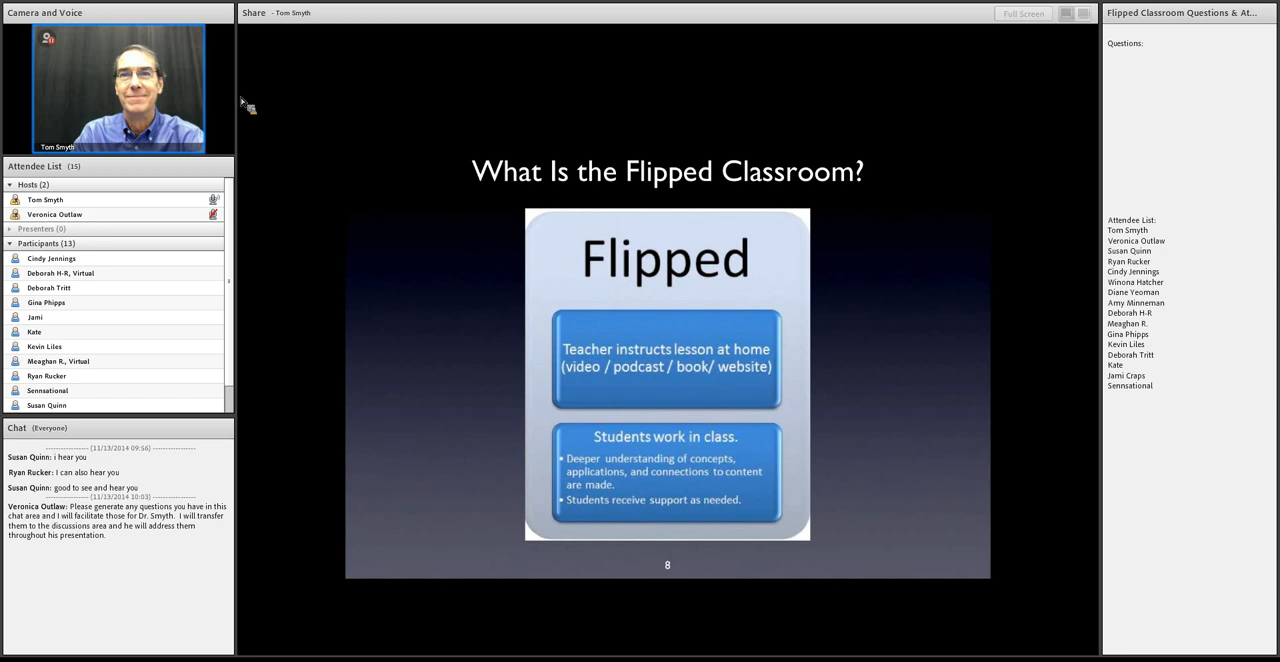 Camera and Voice
Tom Smyth
Attendee List (15)
Hosts (2)
Tom Smyth
Veronica Outlaw
Presenters (0)
Participants (13)
Cindy Jennings
Deborah H-R, Virtual
Deborah Tritt
Gina Phipps
Jami
Kate
Kevin Liles
Meaghan R., Virtual
Ryan Rucker
Sennsational
Susan Quinn
Chat (Everyone)
----------------- (11/13/2014 09:56) -----------------
Susan Quinn: i hear you
Ryan Rucker: I can also hear you
Susan Quinn: good to see and hear you
----------------- (11/13/2014 10:03) -----------------
Veronica Outlaw: Please generate any questions you have in this
chat area and I will facilitate those for Dr. Smyth. I will transfer
them to the discussions area and he will address them
throughout his presentation.
Share - Tom Smyth
Full Screen
What Is the Flipped Classroom?
Flipped
Teacher instructs lesson at home
(video / podcast / book/ website)
Students work in class.
• Deeper understanding of concepts,
applications, and connections to content
are made.
• Students receive support as needed.
8
Flipped Classroom Questions & At...
Questions:
Attendee List:
Tom Smyth
Veronica Outlaw
Susan Quinn
Ryan Rucker
Cindy Jennings
Winona Hatcher
Diane Yeoman
Amy Minneman
Deborah H-R
Meaghan R.
Gina Phipps
Kevin Liles
Deborah Tritt
Kate
Jami Craps
Sennsational